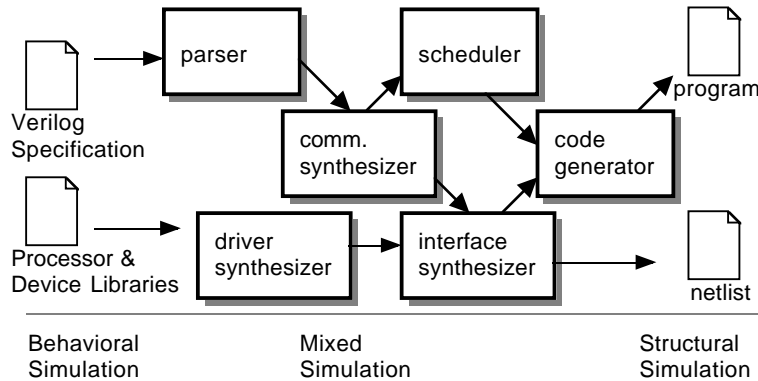 parser
scheduler
program
Verilog
Specification
comm.
synthesizer
code
generator
Processor &
Device Libraries
driver
synthesizer
interface
synthesizer
netlist
Behavioral
Simulation
Mixed
Simulation
Structural
Simulation